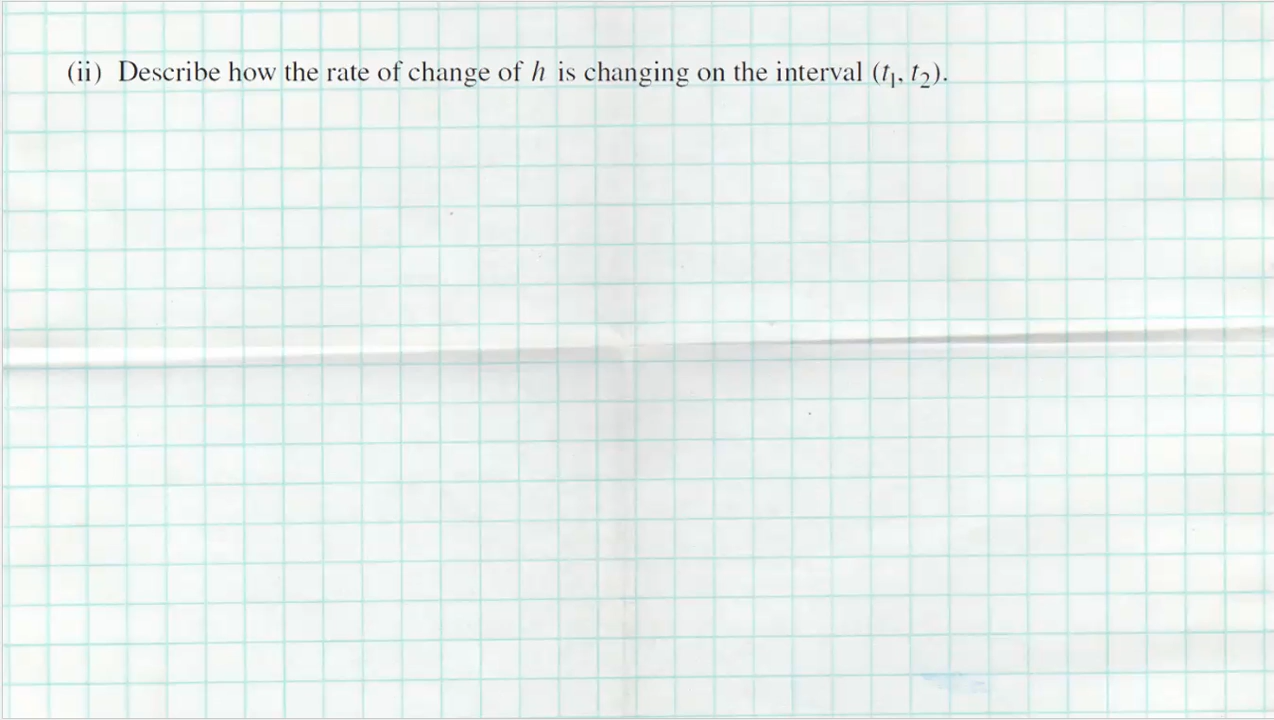 (ii) Describe how the rate of change of h is changing on the interval (t₁, t₂).